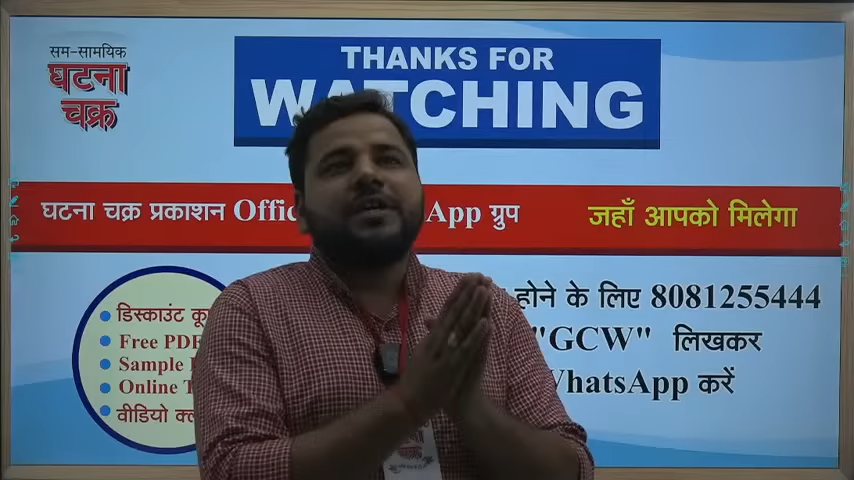 सम-सामयिक
घटना
चक्र
THANKS FOR
WATCHING
घटना चक्र प्रकाशन App ग्रुप
जहाँ आपको मिलेगा
डिस्काउंट
Free PDF
Sample
Online
वीडियो
होने के लिए 8081255444
"GCW" लिखकर
WhatsApp करें